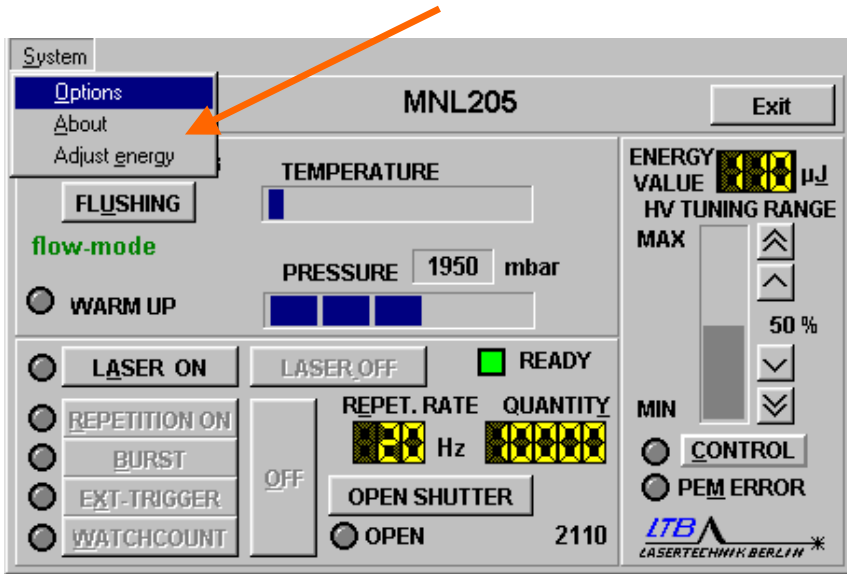 System
Options
About
Adjust energy
MNL205
Exit
FLUSHING
flow-mode
WARM UP
TEMPERATURE
PRESSURE 1950 mbar
ENERGY
VALUE µJ
HV TUNING RANGE
MAX
50 %
MIN
CONTROL
PEM ERROR
LTB
LASERTECHNIK BERLIN
LASER ON
LASER OFF
READY
REPETITION ON
BURST
EXT-TRIGGER
WATCHCOUNT
OFF
REPET. RATE QUANTITY
20 Hz
OPEN SHUTTER
OPEN 2110